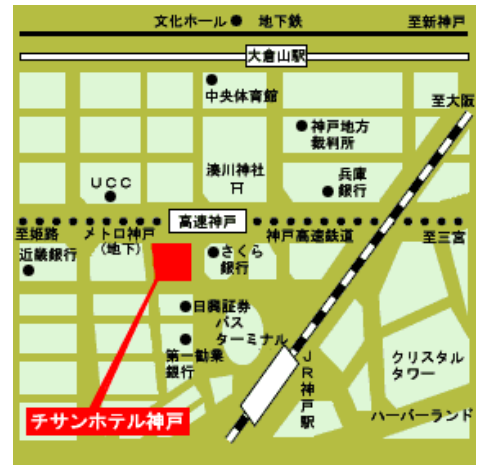 文化ホール● 地下鉄 至新神戸
大倉山駅
中央体育館
至大阪
●神戸地方
裁判所
湊川神社
兵庫
●銀行
UCC
高速神戸
至姫路
メトロ神戸
(地下)
神戸高速鉄道
至三宮
近畿銀行
●さくら
銀行
●日興証券
バス
ターミナル
第一勧業
銀行
JR神戸駅
クリスタル
タワー
ハーバーランド
チサンホテル神戸